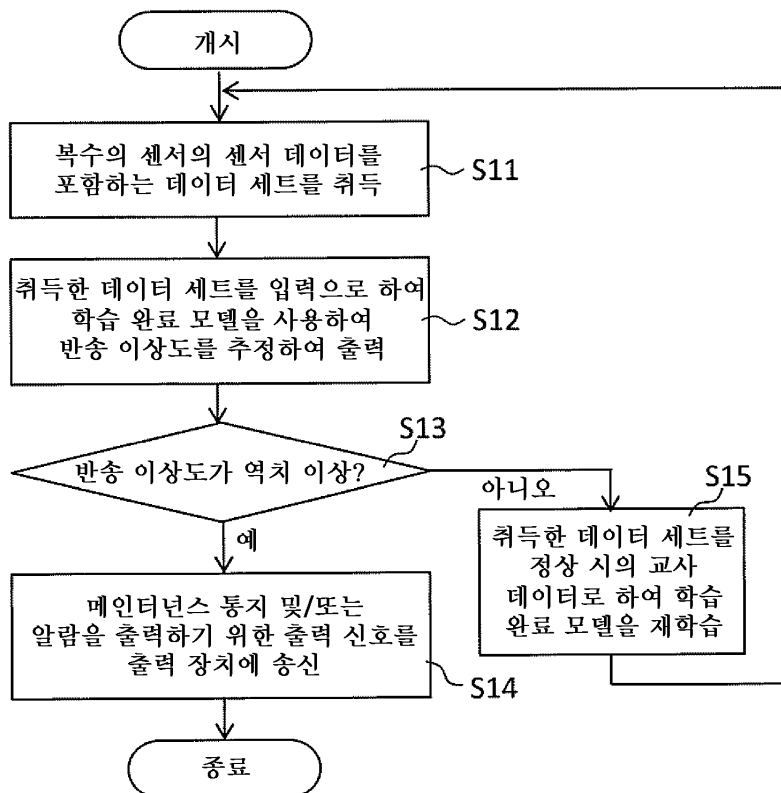 개시
복수의 센서의 센서 데이터를
포함하는 데이터 세트를 취득
S11
취득한 데이터 세트를 입력으로 하여
학습 완료 모델을 사용하여
반송 이상도를 추정하여 출력
S12
S13
반송 이상도가 역치 이상?
아니오
예
S15
취득한 데이터 세트를
정상 시의 교사
데이터로 하여 학습
완료 모델을 재학습
메인터넌스 통지 및/또는
알람을 출력하기 위한 출력 신호를
출력 장치에 송신
S14
종료